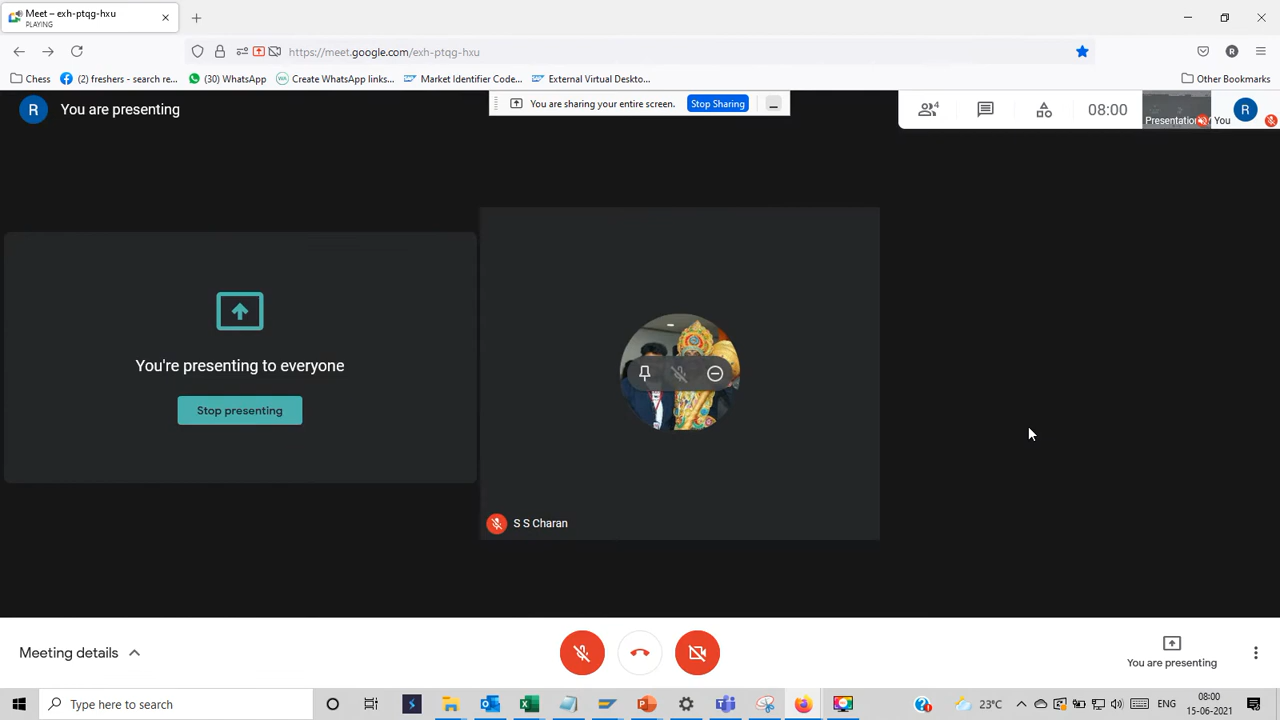 Meet – exh-ptqg-hxu
PLAYING
https://meet.google.com/exh-ptqg-hxu
R
Chess
(2) freshers - search re...
(30) WhatsApp
WA
Create WhatsApp links...
Market Identifier Code...
External Virtual Deskto...
Other Bookmarks
R
You are presenting
You are sharing your entire screen.
Stop Sharing
4
08:00
Presentation
You
R
You're presenting to everyone
Stop presenting
S S Charan
Meeting details
You are presenting
Type here to search
23°C
ENG
08:00
15-06-2021